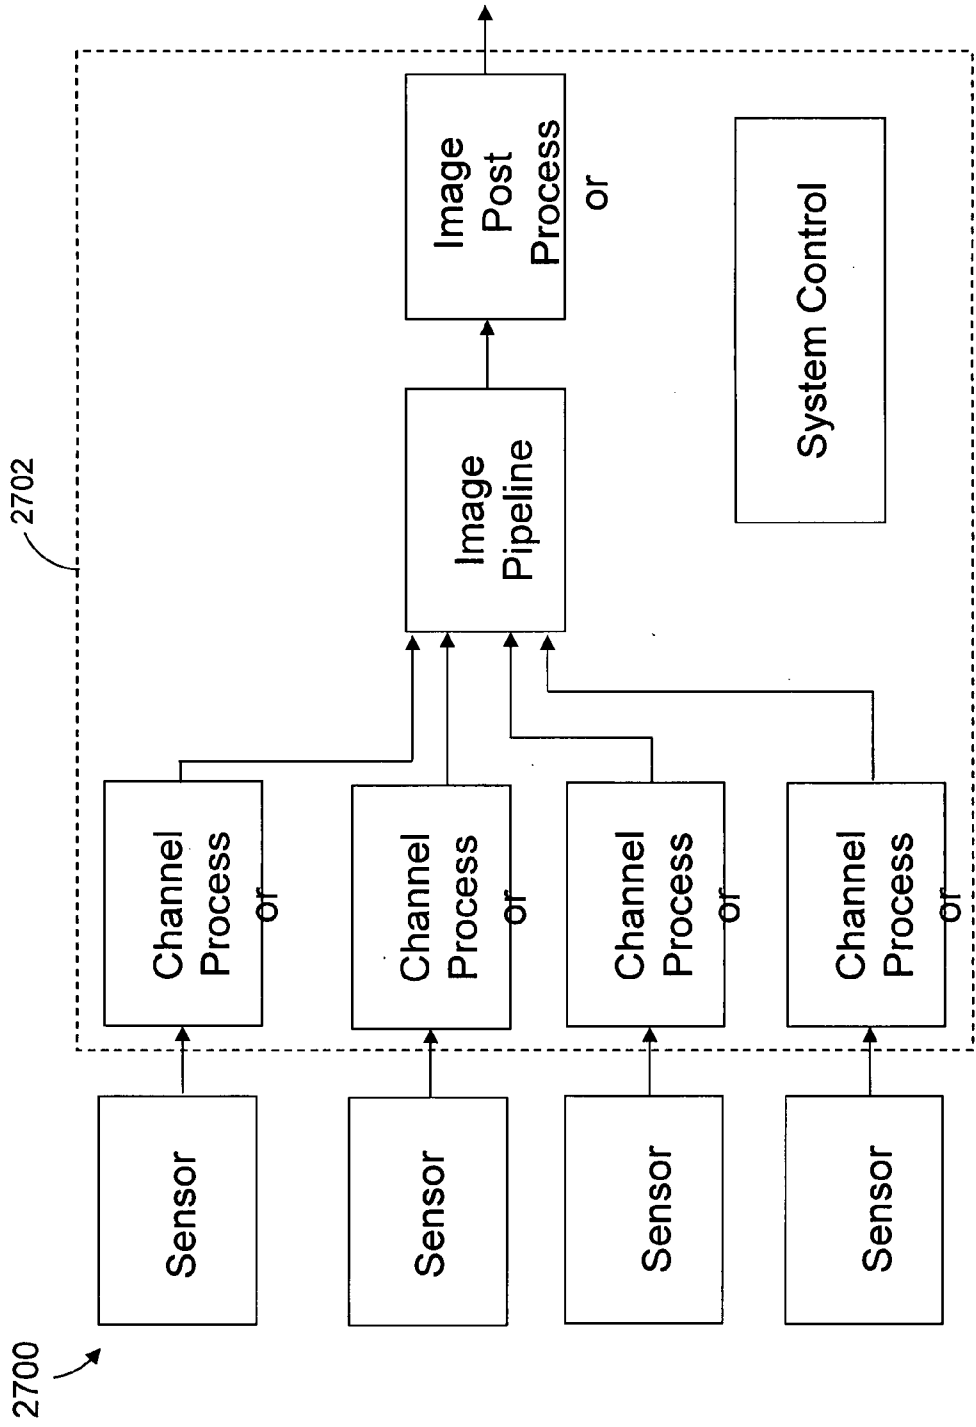 2700
2702
Sensor
Sensor
Sensor
Sensor
Channel
Process
or
Channel
Process
or
Channel
Process
or
Channel
Process
or
Image
Pipeline
Image
Post
Process
or
System Control